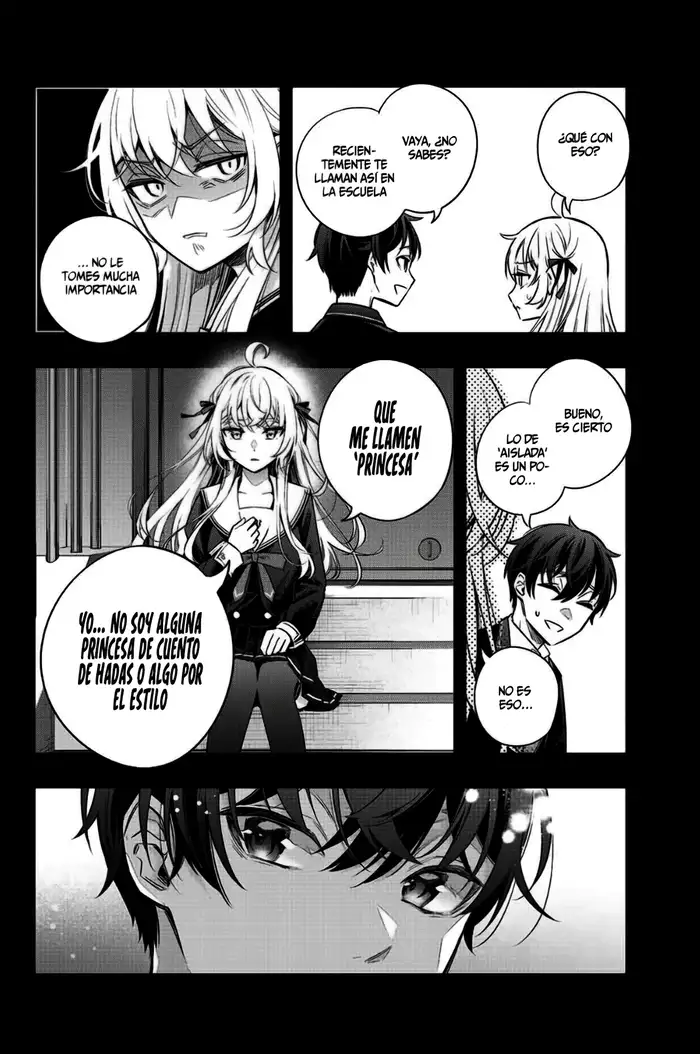 ¿QUÉ CON
ESO?
VAYA, ¿NO
SABES?
RECIEN-
TEMENTE TE
LLAMAN ASÍ EN
LA ESCUELA
... NO LE
TOMES MUCHA
IMPORTANCIA
BUENO,
ES CIERTO
LO DE
'AISLADA'
ES UN PO-
CO...
NO ES
ESO...
QUE
ME LLAMEN
'PRINCESA'
YO... NO SOY ALGUNA
PRINCESA DE CUENTO
DE HADAS O ALGO POR
EL ESTILO